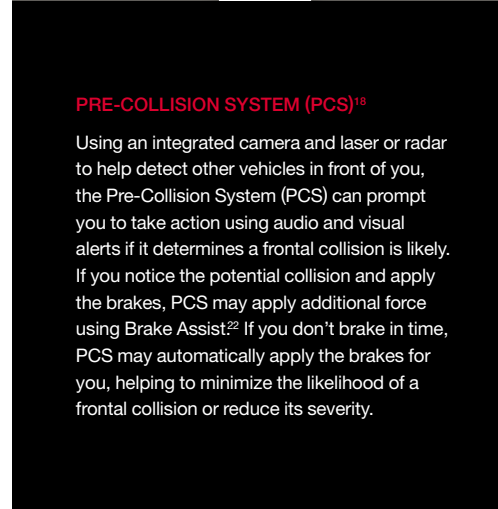 PRE-COLLISION SYSTEM (PCS)18
Using an integrated camera and laser or radar
to help detect other vehicles in front of you,
the Pre-Collision System (PCS) can prompt
you to take action using audio and visual
alerts if it determines a frontal collision is likely.
If you notice the potential collision and apply
the brakes, PCS may apply additional force
using Brake Assist.22 If you don’t brake in time,
PCS may automatically apply the brakes for
you, helping to minimize the likelihood of a
frontal collision or reduce its severity.